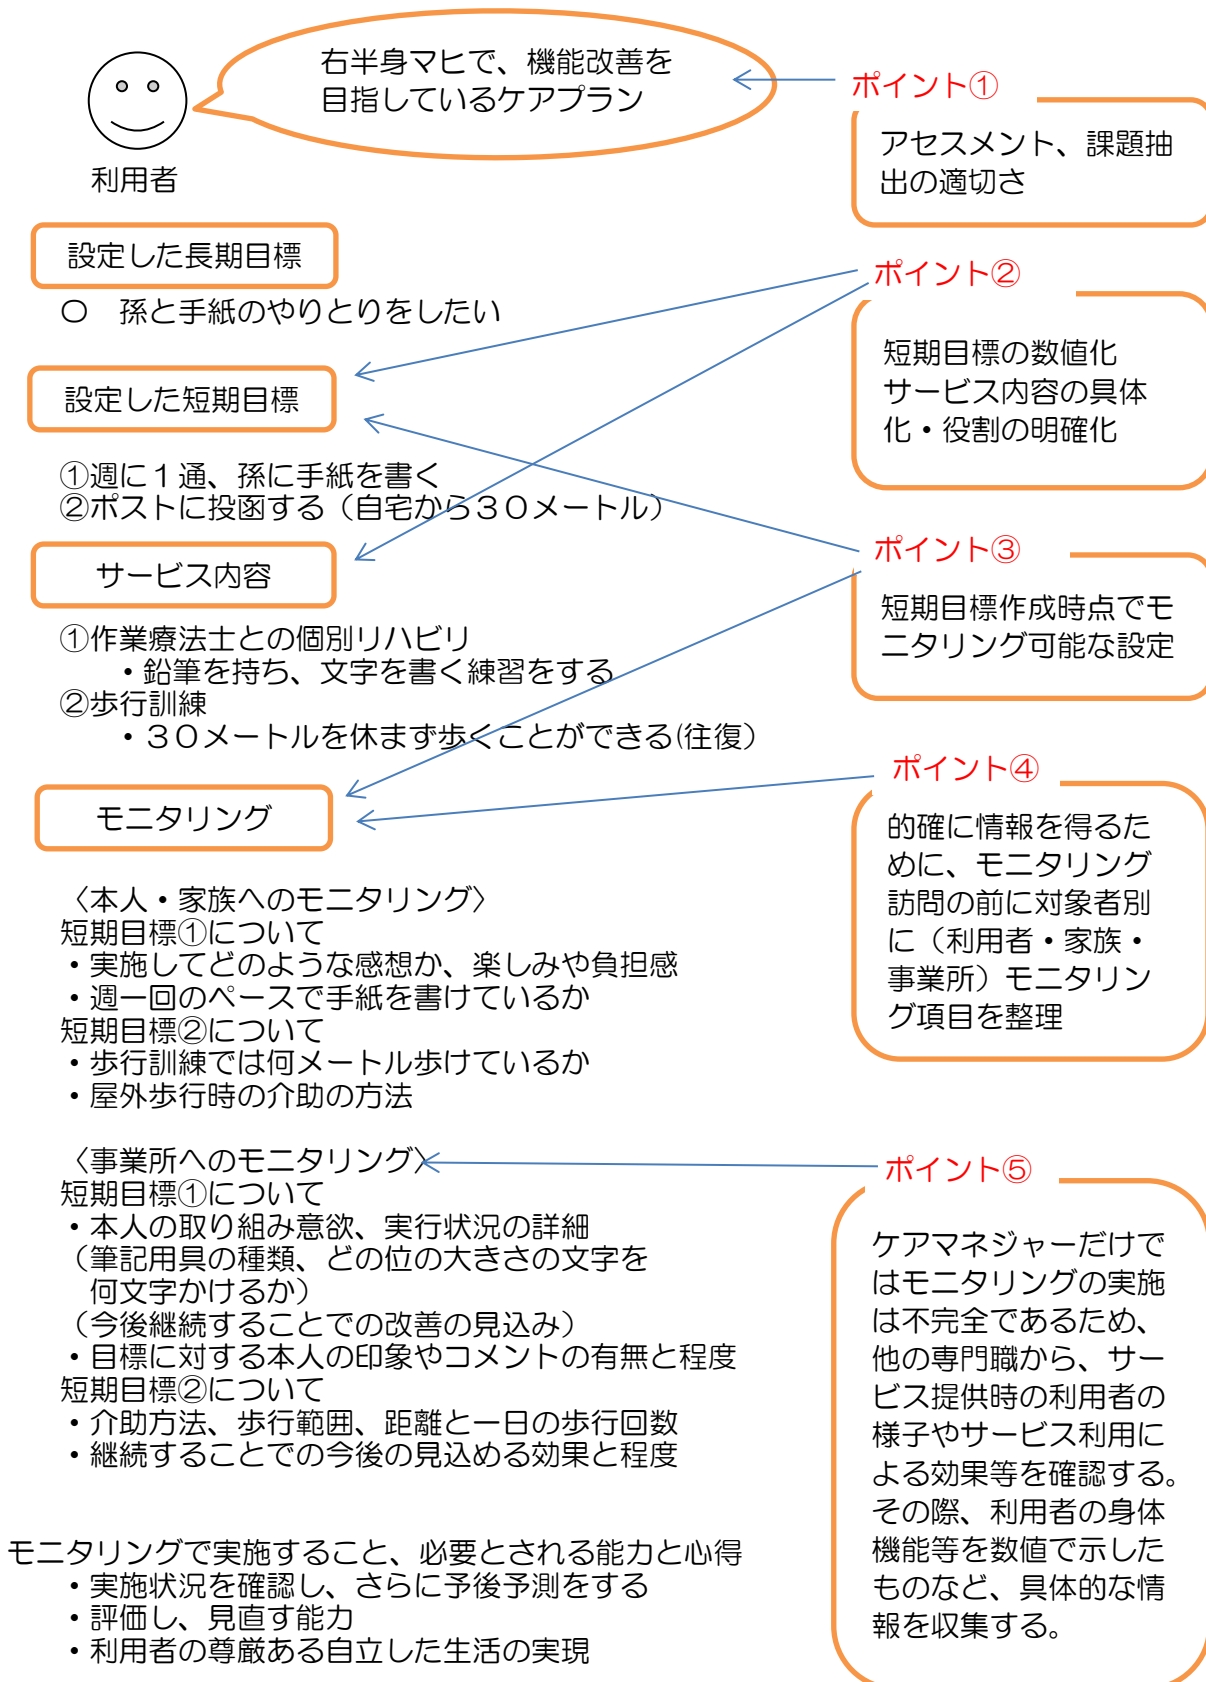 右半身マヒで、機能改善を
目指しているケアプラン
利用者
ポイント①
アセスメント、課題抽
出の適切さ
設定した長期目標
〇　孫と手紙のやりとりをしたい
ポイント②
短期目標の数値化
サービス内容の具体
化・役割の明確化
設定した短期目標
①週に１通、孫に手紙を書く
②ポストに投函する（自宅から３０メートル）
ポイント③
短期目標作成時点でモ
ニタリング可能な設定
サービス内容
①作業療法士との個別リハビリ
・鉛筆を持ち、文字を書く練習をする
②歩行訓練
・３０メートルを休まず歩くことができる(往復）
ポイント④
的確に情報を得るた
めに、モニタリング
訪問の前に対象者別
に（利用者・家族・
事業所）モニタリン
グ項目を整理
モニタリング
〈本人・家族へのモニタリング〉
短期目標①について
・実施してどのような感想か、楽しみや負担感
・週一回のペースで手紙を書けているか
短期目標②について
・歩行訓練では何メートル歩けているか
・屋外歩行時の介助の方法
〈事業所へのモニタリング〉
短期目標①について
・本人の取り組み意欲、実行状況の詳細
（筆記用具の種類、どの位の大きさの文字を
何文字かけるか）
（今後継続することでの改善の見込み）
・目標に対する本人の印象やコメントの有無と程度
短期目標②について
・介助方法、歩行範囲、距離と一日の歩行回数
・継続することでの今後の見込める効果と程度
ポイント⑤
ケアマネジャーだけで
はモニタリングの実施
は不完全であるため、
他の専門職から、サー
ビス提供時の利用者の
様子やサービス利用に
よる効果等を確認する。
その際、利用者の身体
機能等を数値で示した
ものなど、具体的な情
報を収集する。
モニタリングで実施すること、必要とされる能力と心得
・実施状況を確認し、さらに予後予測をする
・評価し、見直す能力
・利用者の尊厳ある自立した生活の実現